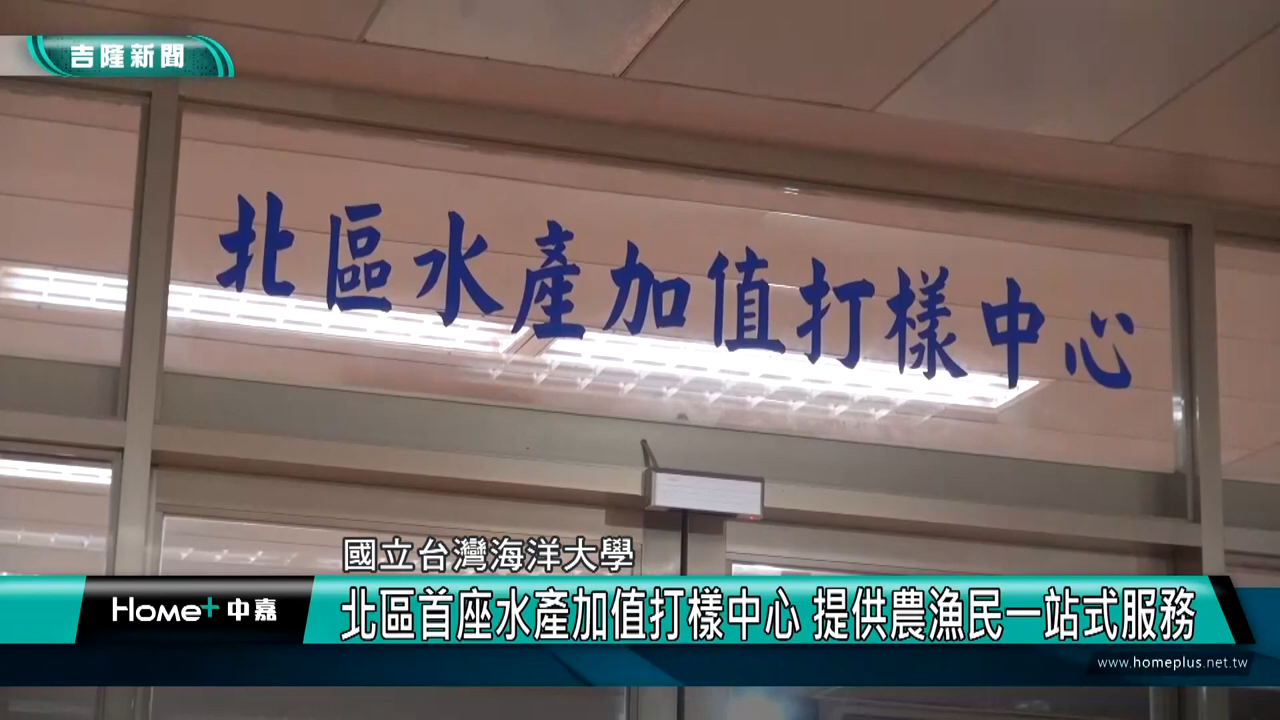 吉隆新聞
北區水產加值打樣中心
國立台灣海洋大學
Home+中嘉
北區首座水產加值打樣中心 提供農漁民一站式服務
www.homeplus.net.tw